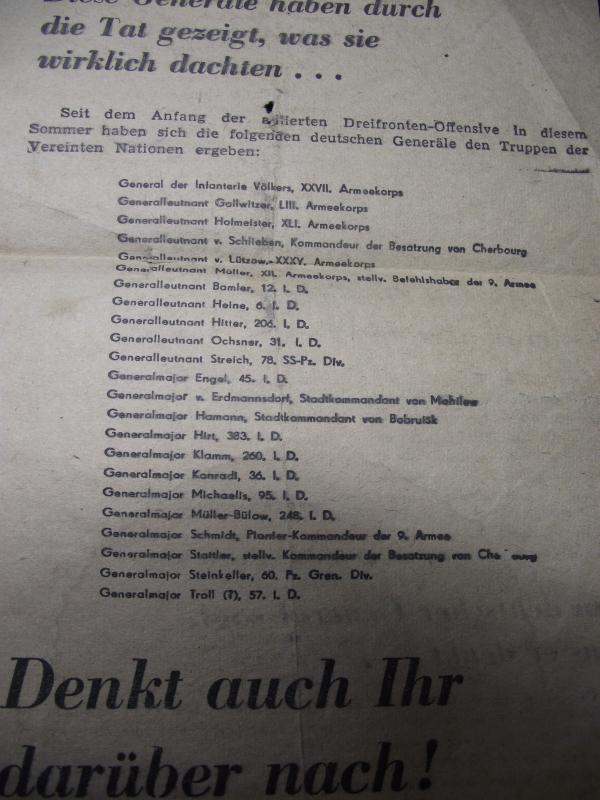 Diese Generale haben durch
die Tat gezeigt, was sie
wirklich dachten . . .
Seit dem Anfang der alliierten Dreifronten-Offensive in diesem
Sommer haben sich die folgenden deutschen Generäle den Truppen der
Vereinten Nationen ergeben:
General der Infanterie Völkers, XXVII. Armeekorps
Generalleutnant Gollwitzer, LIII. Armeekorps
Generalleutnant Hofmeister, XLI. Armeekorps
Generalleutnant v. Schlieben, Kommandeur der Besatzung von Cherbourg
Generalleutnant v. Lützow, XXXV. Armeekorps
Generalleutnant Müller, XII. Armeekorps, stellv. Befehlshaber der 9. Armee
Generalleutnant Bamler, 12. I. D.
Generalleutnant Heine, 6. I. D.
Generalleutnant Hitter, 206. I. D.
Generalleutnant Ochsner, 31. I. D.
Generalleutnant Streich, 78. SS-Pz. Div.
Generalmajor Engel, 45. I. D.
Generalmajor v. Erdmannsdorf, Stadtkommandant von Mohilew
Generalmajor Hamann, Stadtkommandant von Bobruisk
Generalmajor Hirt, 383. I. D.
Generalmajor Klamm, 260. I. D.
Generalmajor Konradi, 36. I. D.
Generalmajor Michaelis, 95. I. D.
Generalmajor Müller-Bülow, 248. I. D.
Generalmajor Schmidt, Pionier-Kommandeur der 9. Armee
Generalmajor Stattler, stellv. Kommandeur der Besatzung von Cherbourg
Generalmajor Steinkeller, 60. Pz. Gren. Div.
Generalmajor Troll (?), 57. I. D.
Denkt auch Ihr
darüber nach!